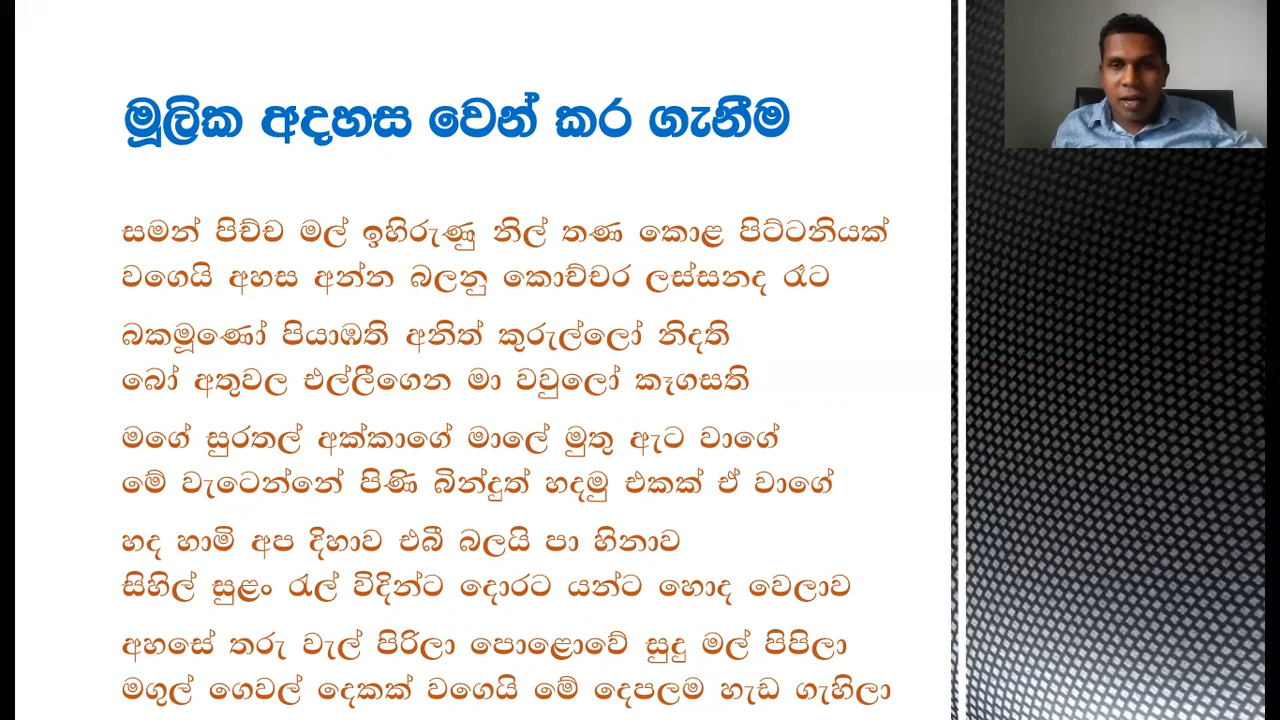 මූලික අදහස වෙන් කර ගැනීම
සමන් පිච්ච මල් ඉහිරුණු නිල් තණ කොළ පිට්ටනියක්
වගෙයි අහස අන්න බලනු කොච්චර ලස්සනද රෑට
බකමූණෝ පියාඹති අනිත් කුරුල්ලෝ නිදති
බෝ අතුවල එල්ලීගෙන මා වවුලෝ කෑගසති
මගේ සුරතල් අක්කාගේ මාලේ මුතු ඇට වාගේ
මේ වැටෙන්නේ පිණි බින්දුත් හදමු එකක් ඒ වාගේ
හද හාමි අප දිහාව එබී බලයි පා හිනාව
සිහිල් සුළං රැල් විදින්ට දොරට යන්ට හොද වෙලාව
අහසේ තරු වැල් පිරිලා පොළොවේ සුදු මල් පිපිලා
මගුල් ගෙවල් දෙකක් වගෙයි මේ දෙපලම හැඩ ගැහිලා